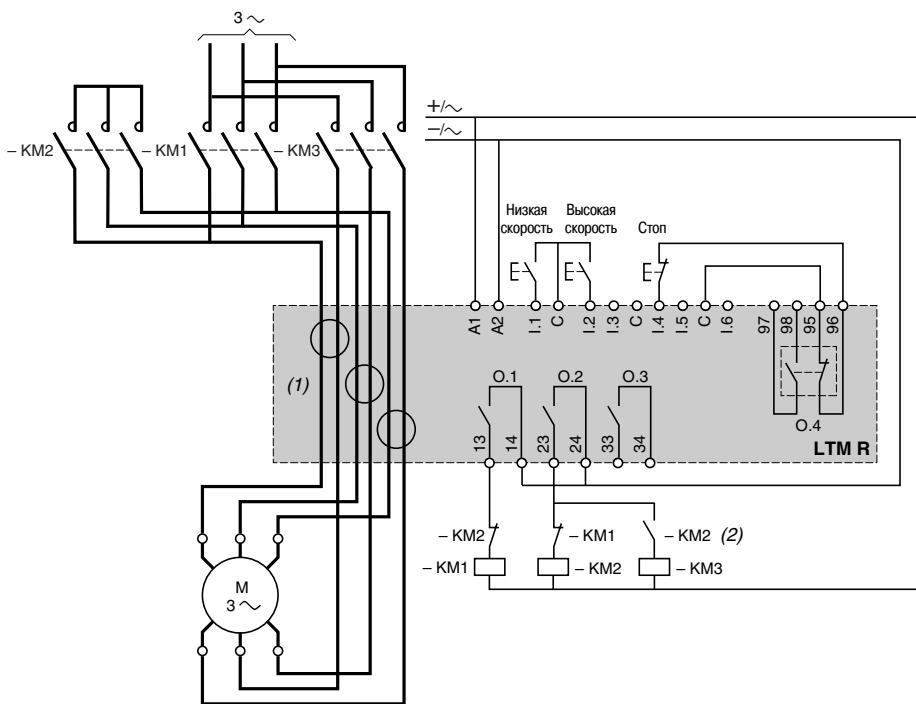 3 ~
– KM2
– KM1
– KM3
+/~
–/~
Низкая
скорость
Высокая
скорость
Стоп
A1
A2
I.1
C
I.2
I.3
C
I.4
I.5
C
I.6
97
98
95
96
(1)
O.1
O.2
O.3
O.4
13
14
23
24
33
34
LTM R
– KM2
– KM1
– KM2 (2)
– KM1
– KM2
– KM3
M
3 ~